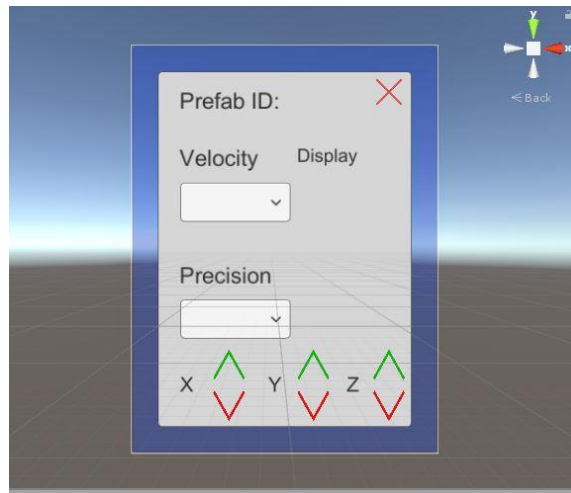 y
x
Back
Prefab ID:
Velocity Display
Precision
X Y Z